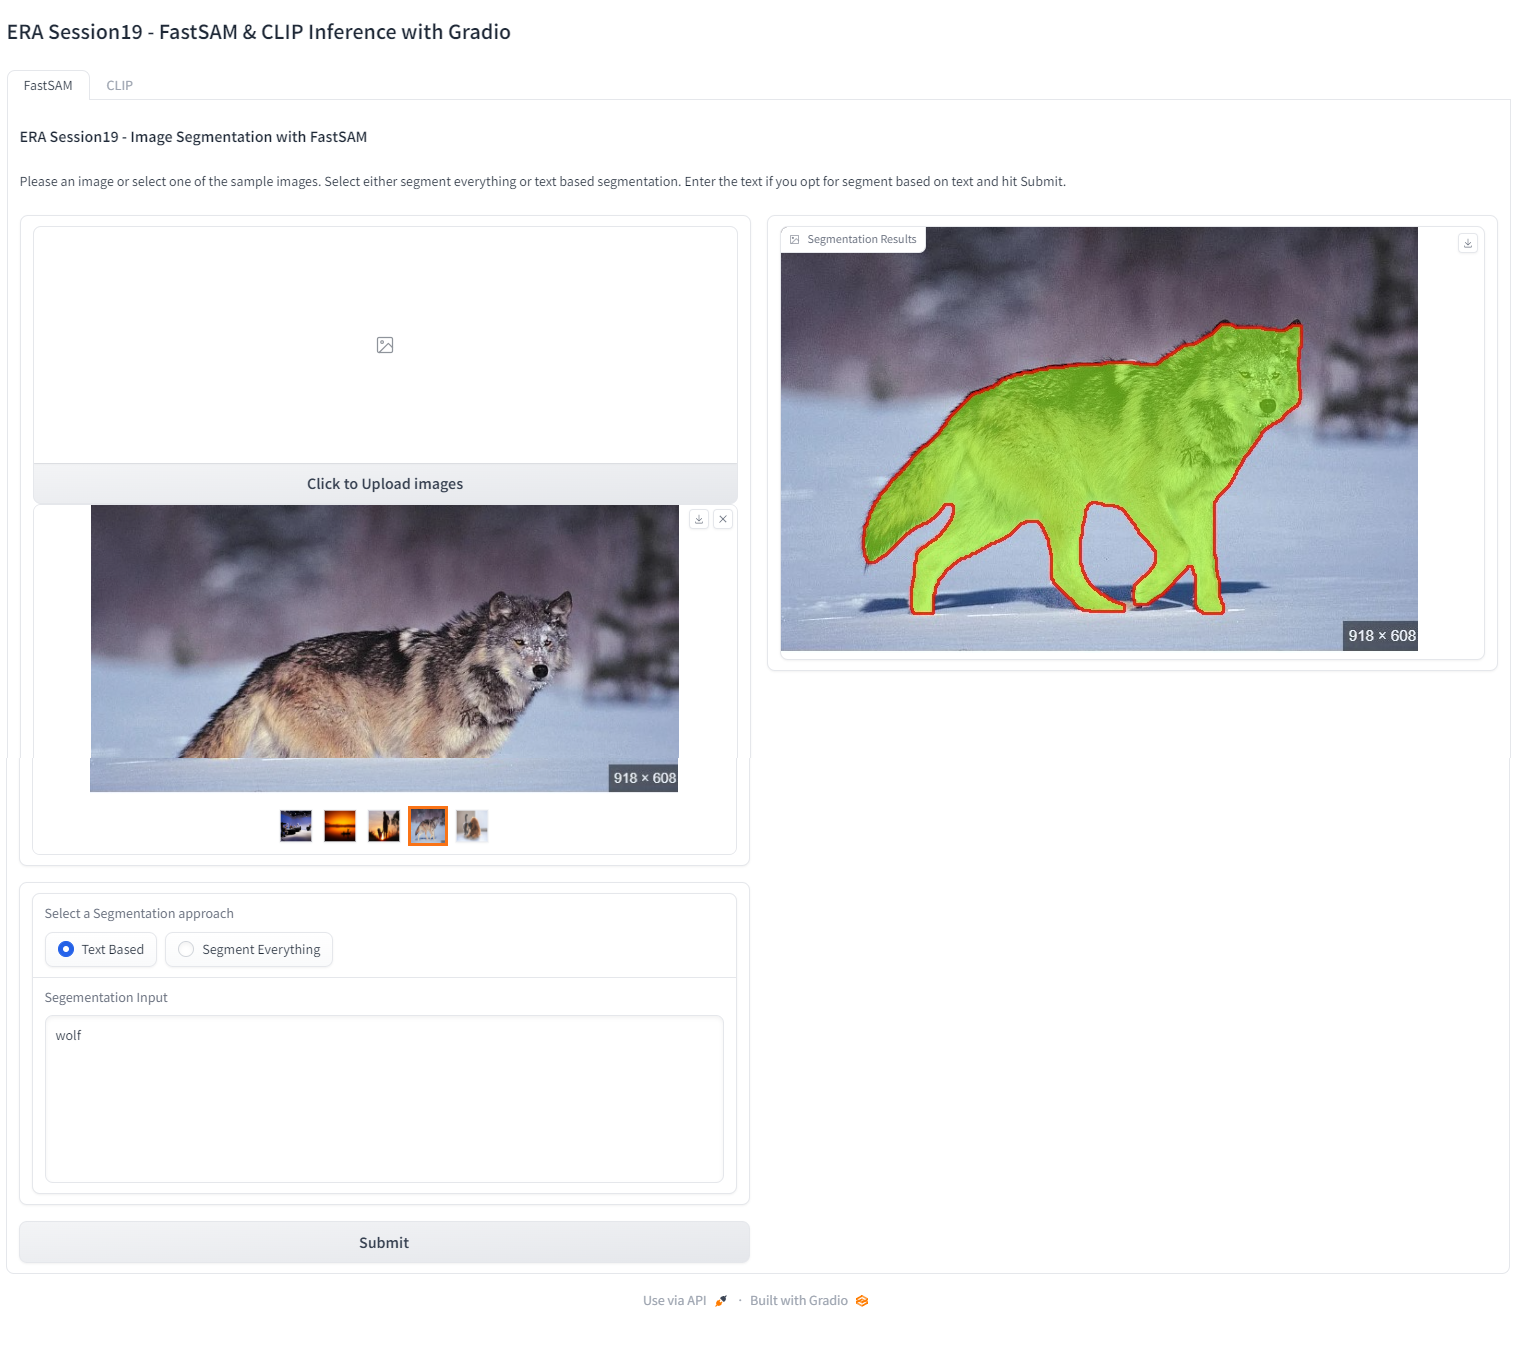 ERA Session19 - FastSAM & CLIP Inference with Gradio
FastSAM
CLIP
ERA Session19 - Image Segmentation with FastSAM
Please an image or select one of the sample images. Select either segment everything or text based segmentation. Enter the text if you opt for segment based on text and hit Submit.
Click to Upload images
918 × 608
Segmentation Results
918 × 608
Select a Segmentation approach
Text Based
Segment Everything
Segementation Input
wolf
Submit
Use via API
· Built with Gradio